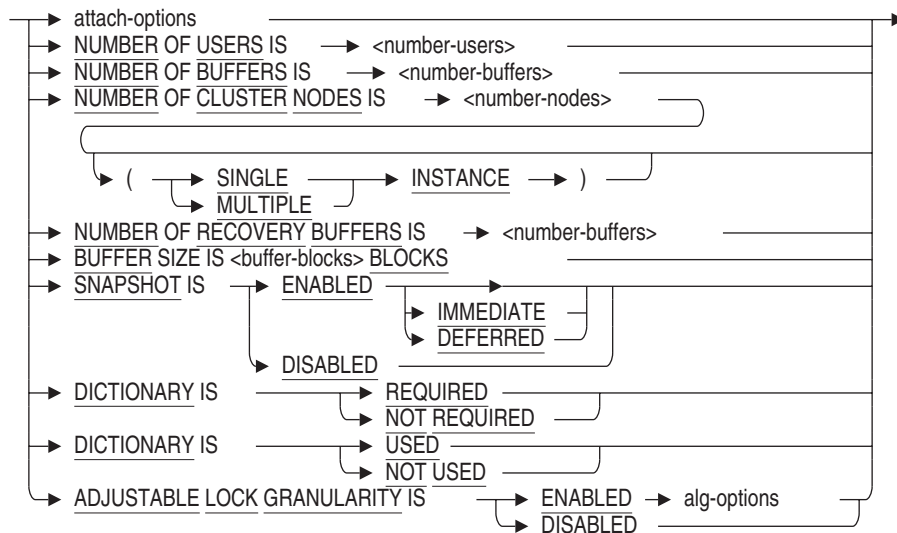 attach-options
NUMBER OF USERS IS <number-users>
NUMBER OF BUFFERS IS <number-buffers>
NUMBER OF CLUSTER NODES IS <number-nodes>
( SINGLE INSTANCE )
MULTIPLE
NUMBER OF RECOVERY BUFFERS IS <number-buffers>
BUFFER SIZE IS <buffer-blocks> BLOCKS
SNAPSHOT IS ENABLED
IMMEDIATE
DEFERRED
DISABLED
DICTIONARY IS REQUIRED
NOT REQUIRED
DICTIONARY IS USED
NOT USED
ADJUSTABLE LOCK GRANULARITY IS ENABLED alg-options
DISABLED